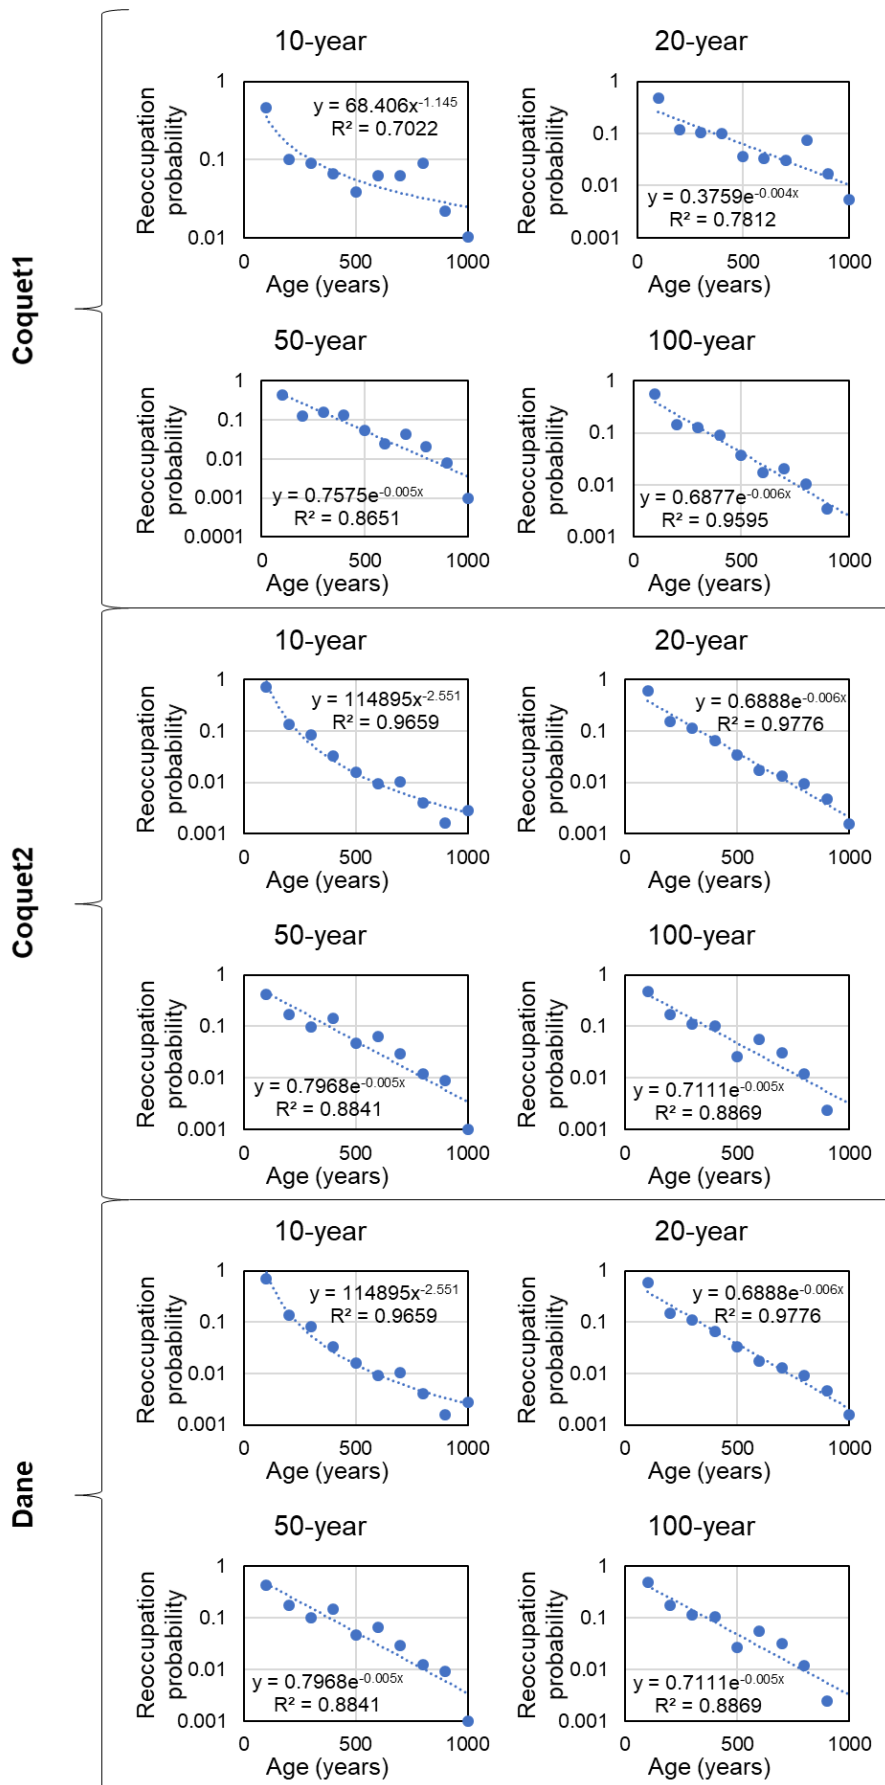 Coquet1
10-year
Reoccupation
probability
1
0.1
0.01
y = 68.406x^-1.145
R² = 0.7022
0
500
1000
Age (years)
20-year
Reoccupation
probability
1
0.1
0.01
0.001
y = 0.3759e^-0.004x
R² = 0.7812
0
500
1000
Age (years)
50-year
Reoccupation
probability
1
0.1
0.01
0.001
0.0001
y = 0.7575e^-0.005x
R² = 0.8651
0
500
1000
Age (years)
100-year
Reoccupation
probability
1
0.1
0.01
0.001
y = 0.6877e^-0.006x
R² = 0.9595
0
500
1000
Age (years)
Coquet2
10-year
Reoccupation
probability
1
0.1
0.01
0.001
y = 114895x^-2.551
R² = 0.9659
0
500
1000
Age (years)
20-year
Reoccupation
probability
1
0.1
0.01
0.001
y = 0.6888e^-0.006x
R² = 0.9776
0
500
1000
Age (years)
50-year
Reoccupation
probability
1
0.1
0.01
0.001
y = 0.7968e^-0.005x
R² = 0.8841
0
500
1000
Age (years)
100-year
Reoccupation
probability
1
0.1
0.01
0.001
y = 0.7111e^-0.005x
R² = 0.8869
0
500
1000
Age (years)
Dane
10-year
Reoccupation
probability
1
0.1
0.01
0.001
y = 114895x^-2.551
R² = 0.9659
0
500
1000
Age (years)
20-year
Reoccupation
probability
1
0.1
0.01
0.001
y = 0.6888e^-0.006x
R² = 0.9776
0
500
1000
Age (years)
50-year
Reoccupation
probability
1
0.1
0.01
0.001
y = 0.7968e^-0.005x
R² = 0.8841
0
500
1000
Age (years)
100-year
Reoccupation
probability
1
0.1
0.01
0.001
y = 0.7111e^-0.005x
R² = 0.8869
0
500
1000
Age (years)